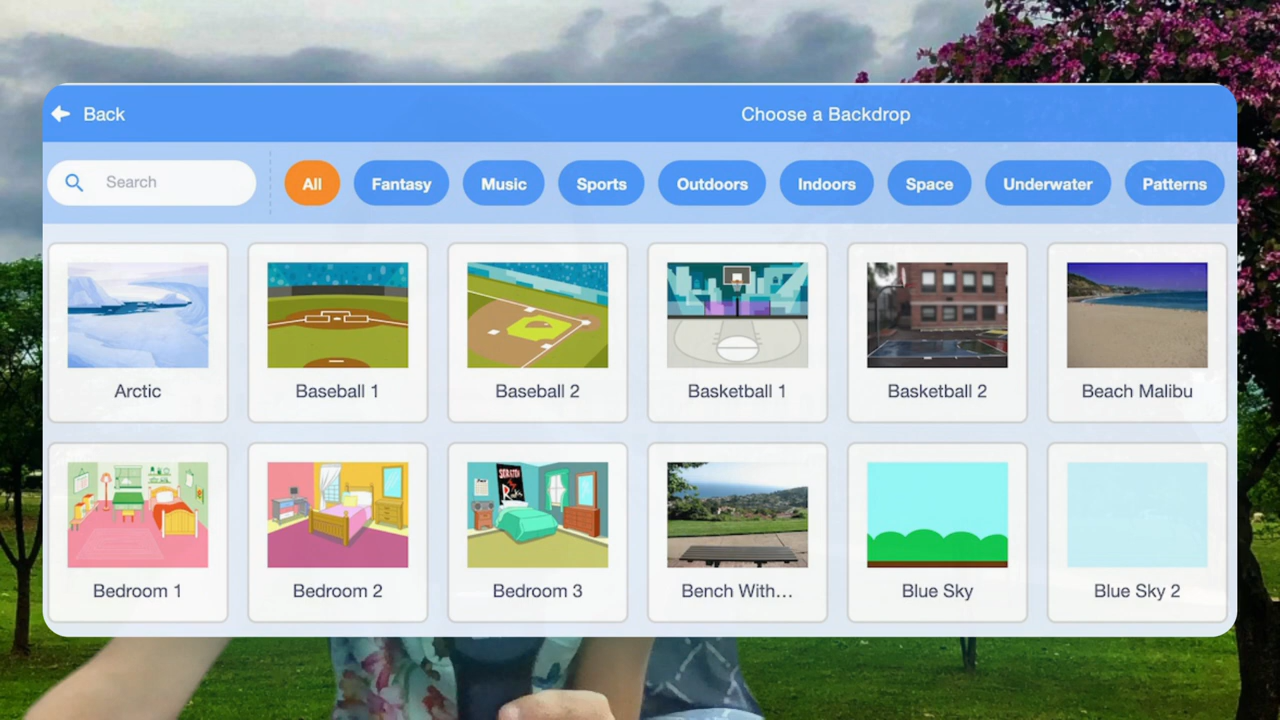 Back
Choose a Backdrop
Search
All
Fantasy
Music
Sports
Outdoors
Indoors
Space
Underwater
Patterns
Arctic
Baseball 1
Baseball 2
Basketball 1
Basketball 2
Beach Malibu
SCRATCH
Bedroom 1
Bedroom 2
Bedroom 3
Bench With...
Blue Sky
Blue Sky 2